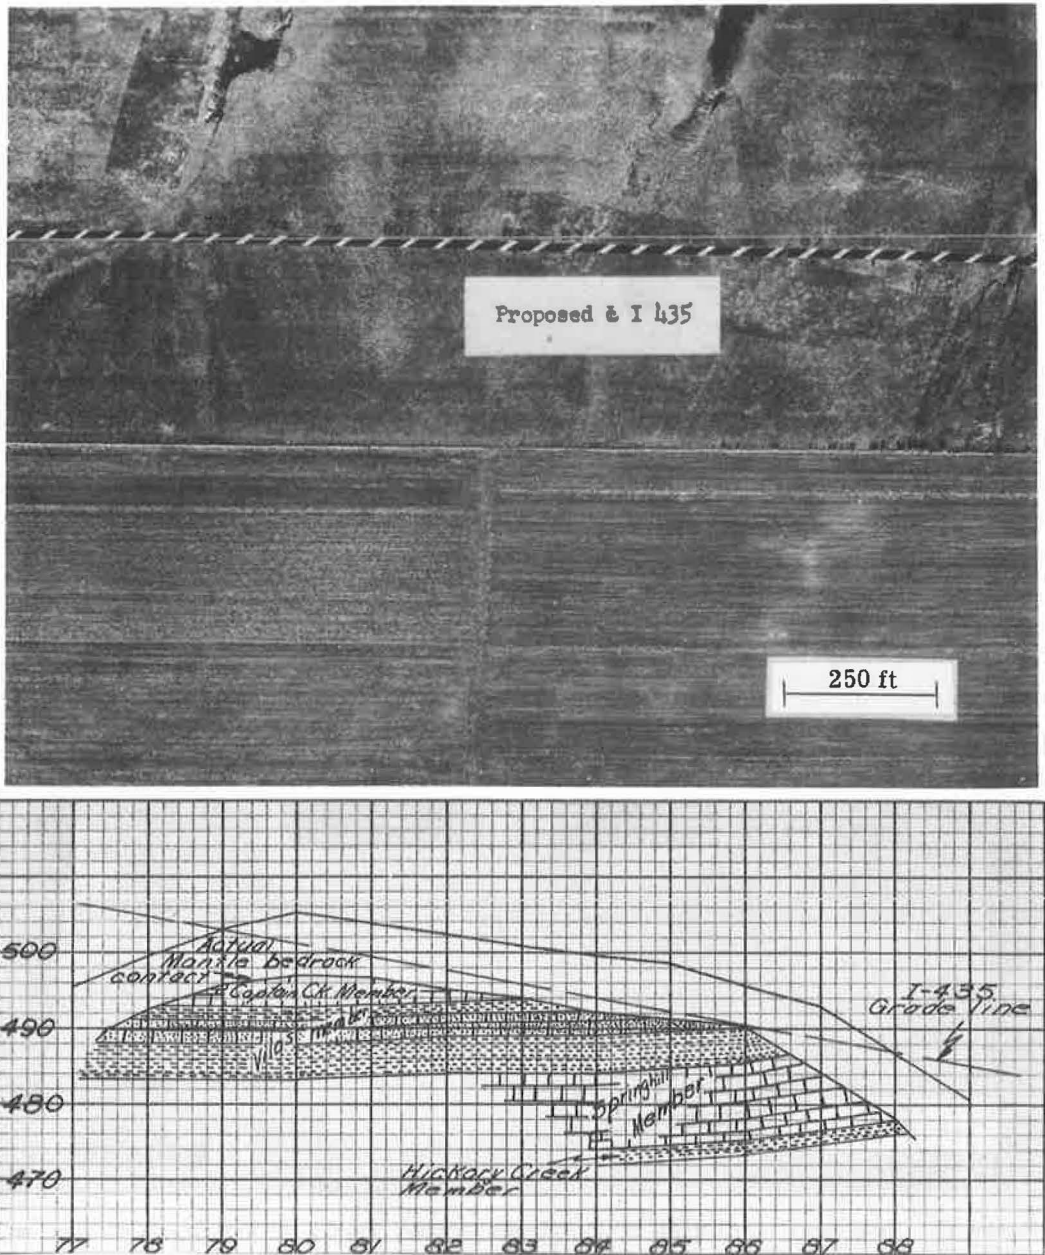 Proposed ℄ I 435
250 ft
500
Actual
Mantle bedrock
contact
Captain Ck Member
Vilas member
490
I-435
Grade line
480
Springhill
Member
Hickory Creek
Member
470
77 78 79 80 81 82 83 84 85 86 87 88